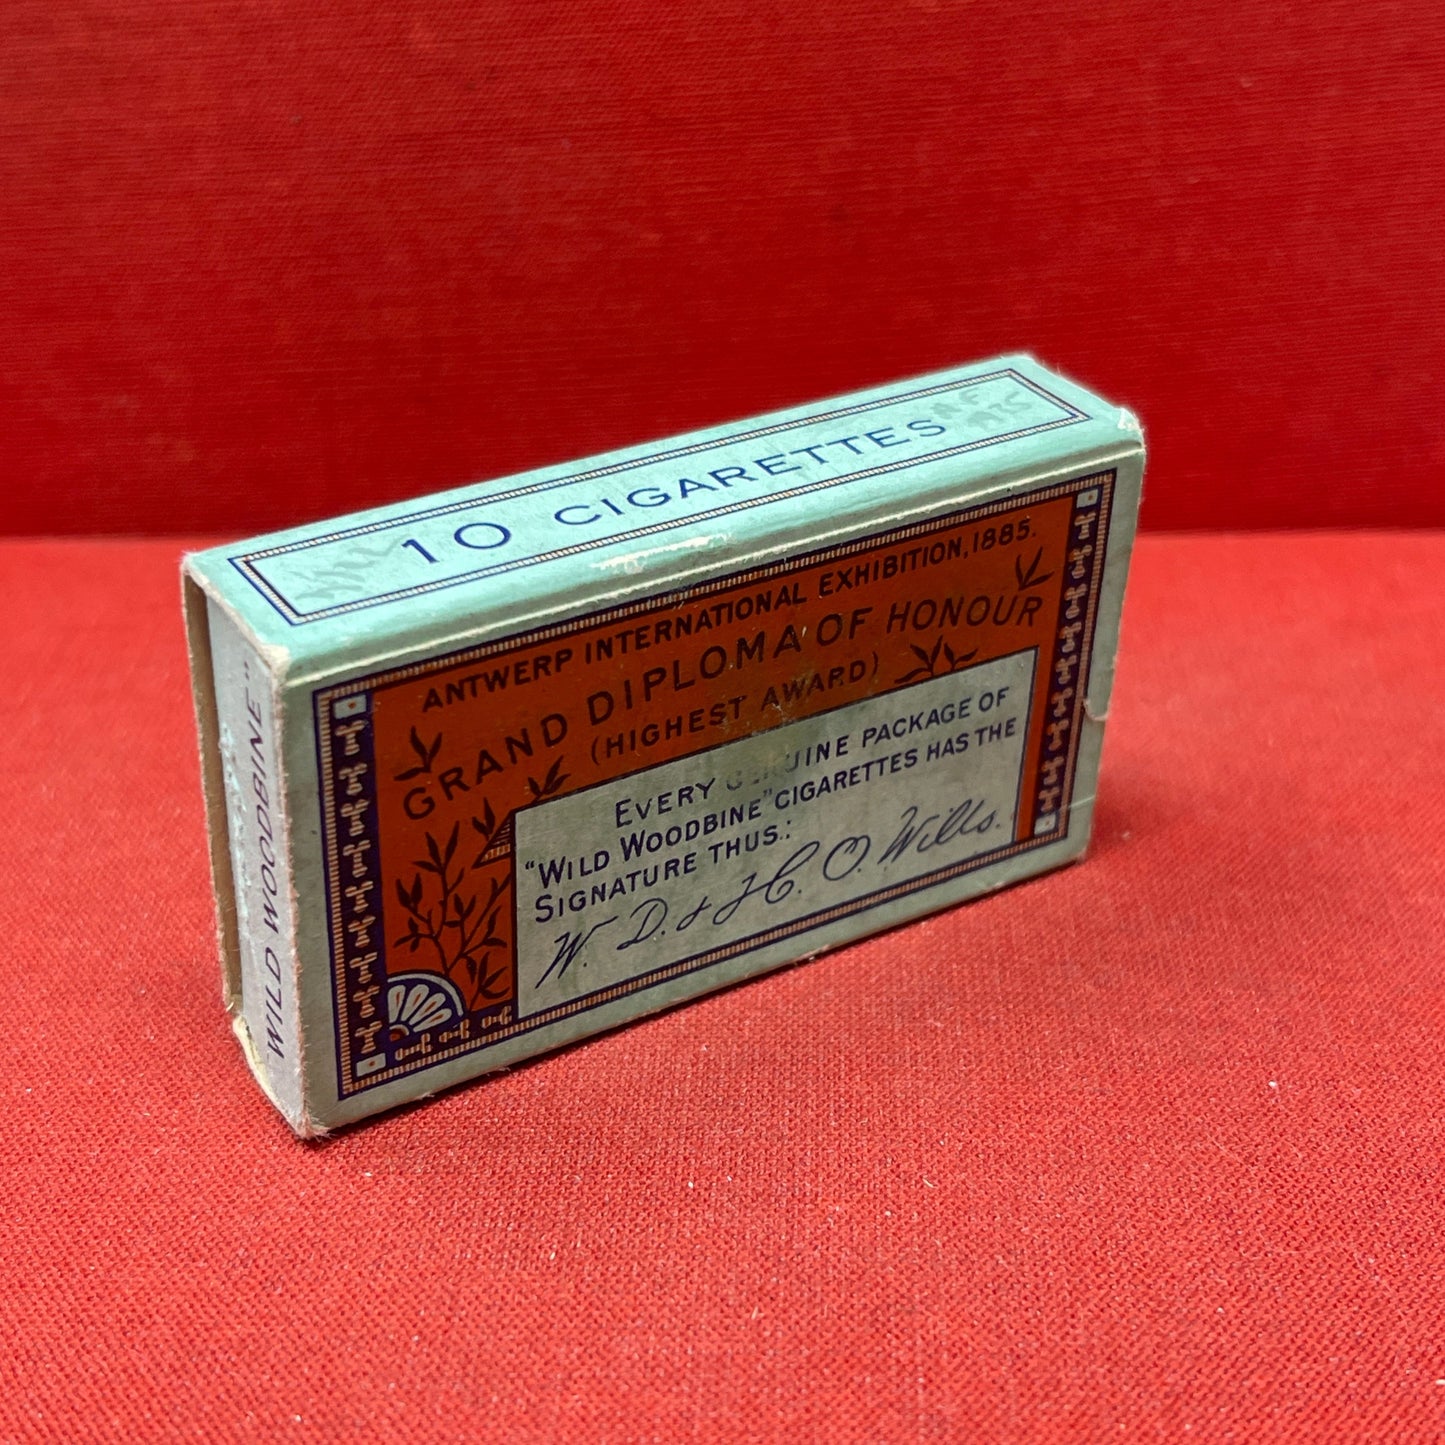 10 CIGARETTES
ANTWERP INTERNATIONAL EXHIBITION, 1885.
GRAND DIPLOMA OF HONOUR
(HIGHEST AWARD)
EVERY GENUINE PACKAGE OF
"WILD WOODBINE" CIGARETTES HAS THE
SIGNATURE THUS.:
W. D. & H. O. Wills.
WILD WOODBINE"